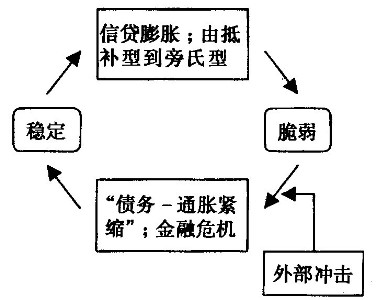 信贷膨胀；由抵
补型到旁氏型
稳定
脆弱
“债务－通胀紧
缩”；金融危机
外部冲击